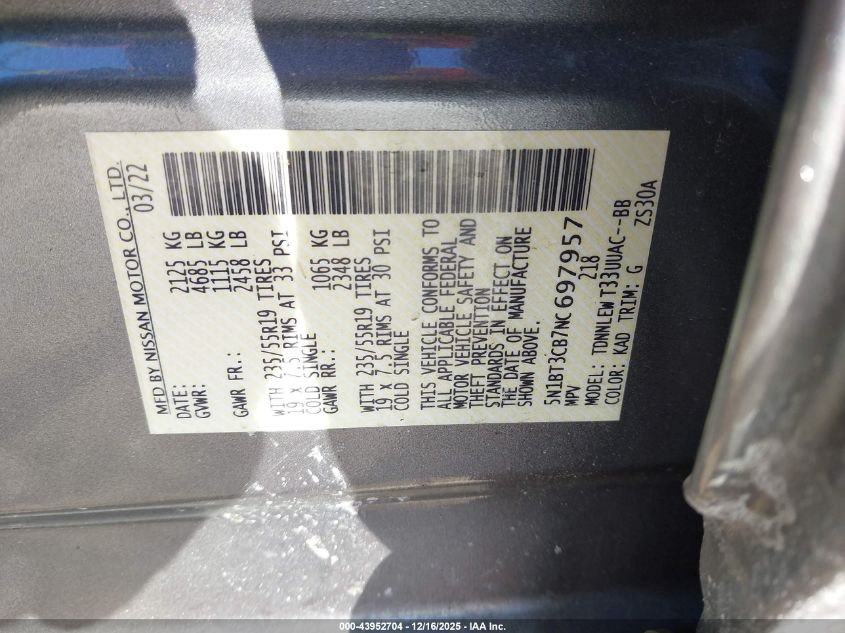 MFD BY NISSAN MOTOR CO., LTD.
DATE: 03/22
GVWR: 2125 KG
4685 LB
GAWR FR.: 1115 KG
2458 LB
WITH 235/55R19 TIRES
19 x 7.5 RIMS AT 33 PSI
COLD SINGLE
GAWR RR.: 1065 KG
2348 LB
WITH 235/55R19 TIRES
19 x 7.5 RIMS AT 30 PSI
COLD SINGLE
THIS VEHICLE CONFORMS TO
ALL APPLICABLE FEDERAL
MOTOR VEHICLE SAFETY AND
THEFT PREVENTION
STANDARDS IN EFFECT ON
THE DATE OF MANUFACTURE
SHOWN ABOVE.
5N1BT3CB7NC697957
MPV 218
MODEL: TDNNLEW T33UUAC--BB
COLOR: KAD TRIM: G ZS30A
000-43952704 - 12/16/2025 - IAA Inc.